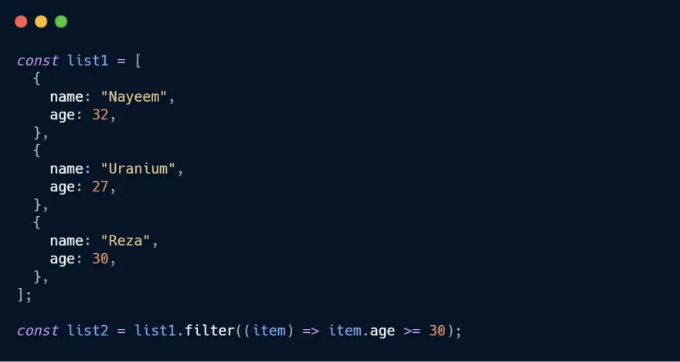 const list1 = [
  {
    name: "Nayeem",
    age: 32,
  },
  {
    name: "Uranium",
    age: 27,
  },
  {
    name: "Reza",
    age: 30,
  },
];

const list2 = list1.filter((item) => item.age >= 30);